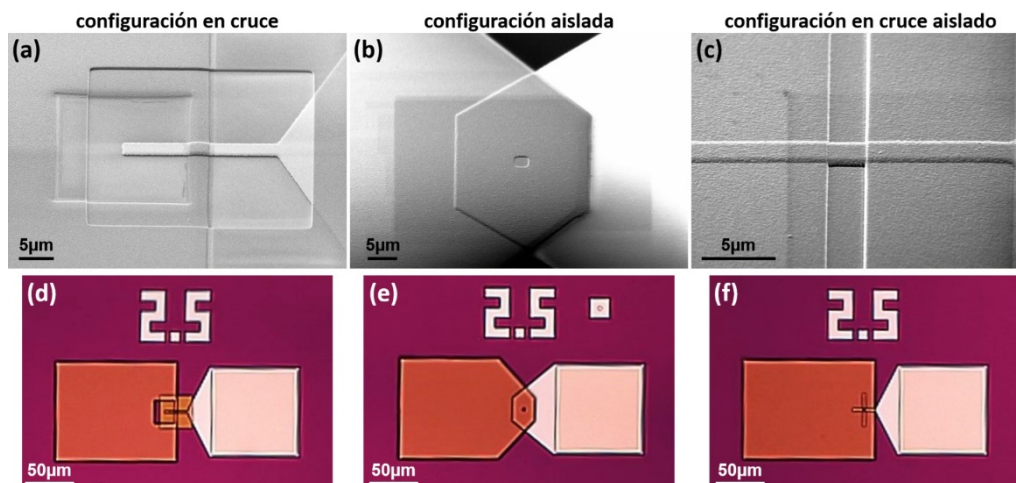 configuración en cruce
configuración aislada
configuración en cruce aislado
(a)
(b)
(c)
5µm
5µm
5µm
(d)
(e)
(f)
2.5
2.5
2.5
50µm
50µm
50µm